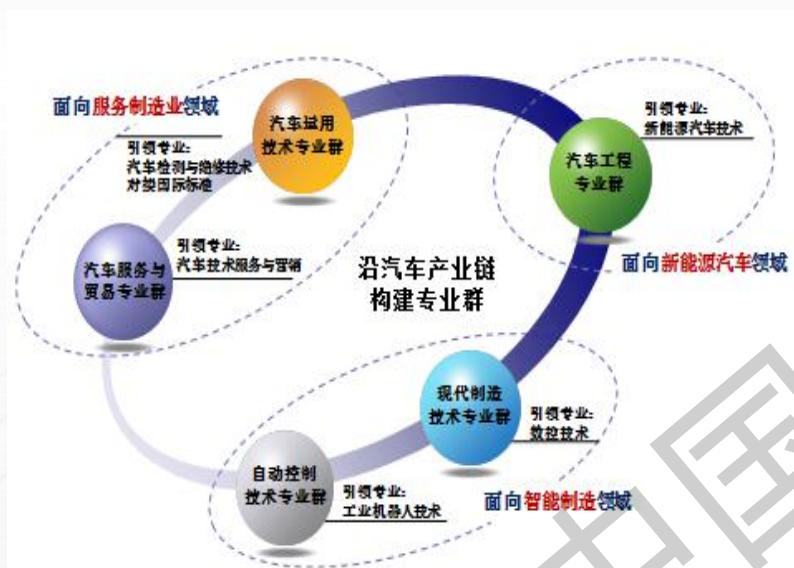 面向服务制造业领域
汽车运用
技术专业群
引领专业:
汽车检测与维修技术
对接国际标准
引领专业:
新能源汽车技术
汽车工程
专业群
面向新能源汽车领域
汽车服务与
贸易专业群
引领专业:
汽车技术服务与营销
沿汽车产业链
构建专业群
现代制造
技术专业群
引领专业:
数控技术
自动控制
技术专业群
引领专业:
工业机器人技术
面向智能制造领域
中国